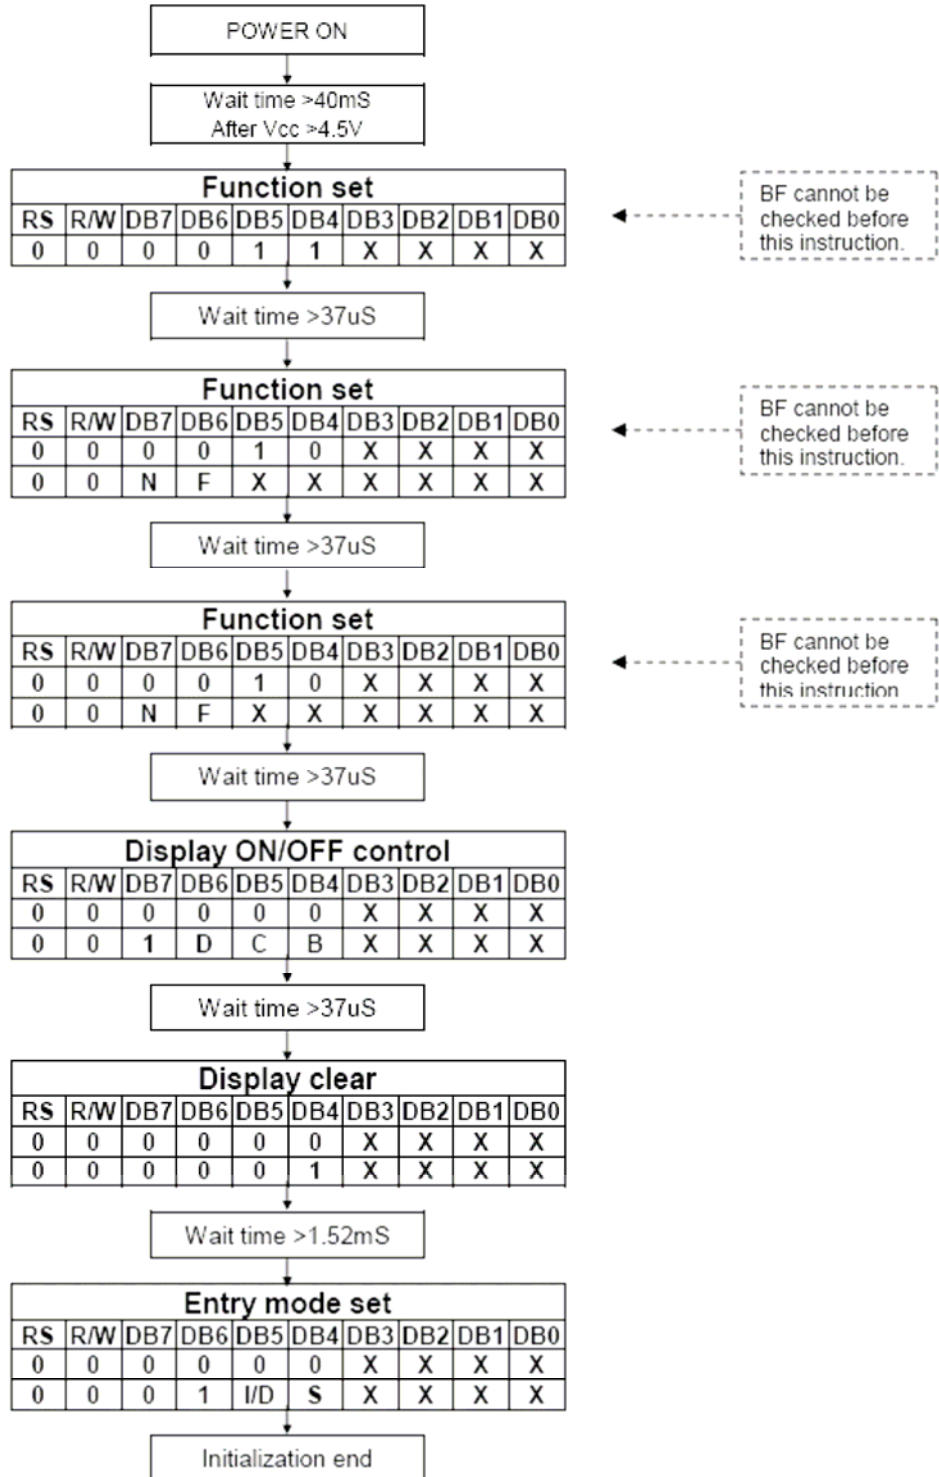 POWER ON
Wait time >40mS
After Vcc >4.5V
Function set
RS R/W DB7 DB6 DB5 DB4 DB3 DB2 DB1 DB0
0 0 0 0 1 1 X X X X
BF cannot be
checked before
this instruction.
Wait time >37uS
Function set
RS R/W DB7 DB6 DB5 DB4 DB3 DB2 DB1 DB0
0 0 0 0 1 0 X X X X
0 0 N F X X X X X X
BF cannot be
checked before
this instruction.
Wait time >37uS
Function set
RS R/W DB7 DB6 DB5 DB4 DB3 DB2 DB1 DB0
0 0 0 0 1 0 X X X X
0 0 N F X X X X X X
BF cannot be
checked before
this instruction
Wait time >37uS
Display ON/OFF control
RS R/W DB7 DB6 DB5 DB4 DB3 DB2 DB1 DB0
0 0 0 0 0 0 X X X X
0 0 1 D C B X X X X
Wait time >37uS
Display clear
RS R/W DB7 DB6 DB5 DB4 DB3 DB2 DB1 DB0
0 0 0 0 0 0 X X X X
0 0 0 0 0 1 X X X X
Wait time >1.52mS
Entry mode set
RS R/W DB7 DB6 DB5 DB4 DB3 DB2 DB1 DB0
0 0 0 0 0 0 X X X X
0 0 0 1 I/D S X X X X
Initialization end